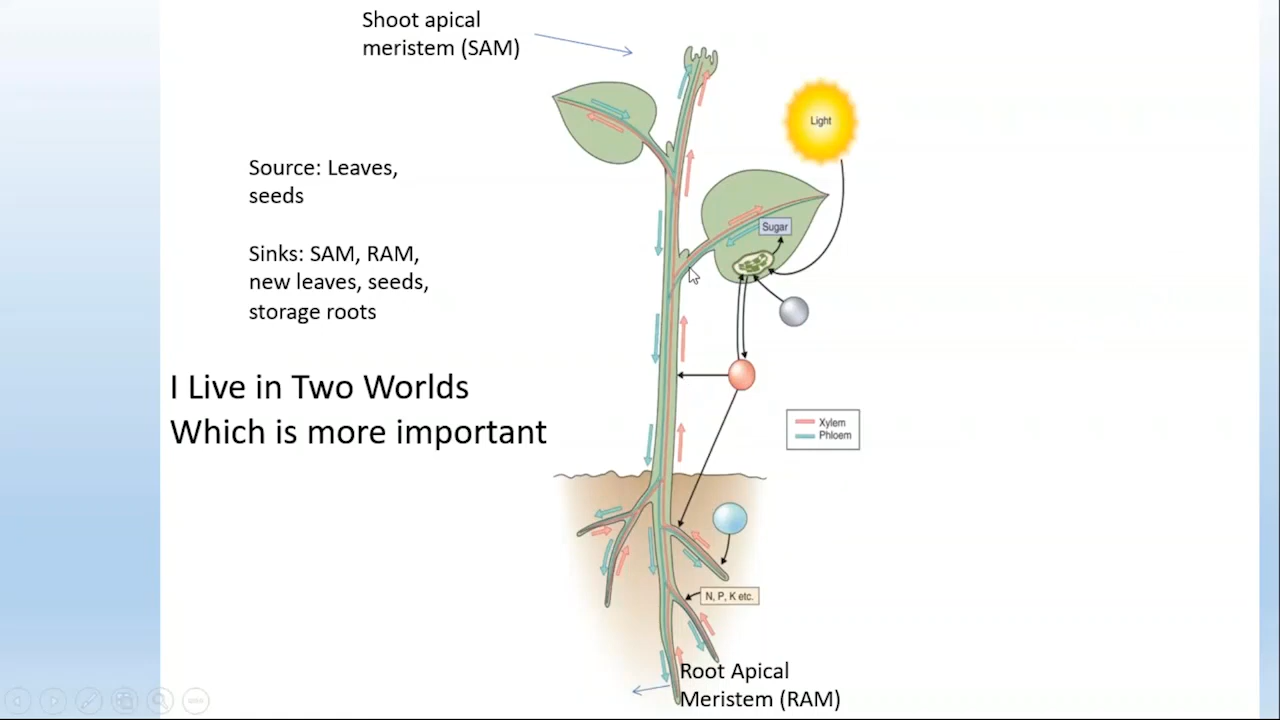 Shoot apical
meristem (SAM)
Light
Source: Leaves,
seeds
Sugar
Sinks: SAM, RAM,
new leaves, seeds,
storage roots
I Live in Two Worlds
Which is more important
Xylem
Phloem
N, P, K etc.
Root Apical
Meristem (RAM)